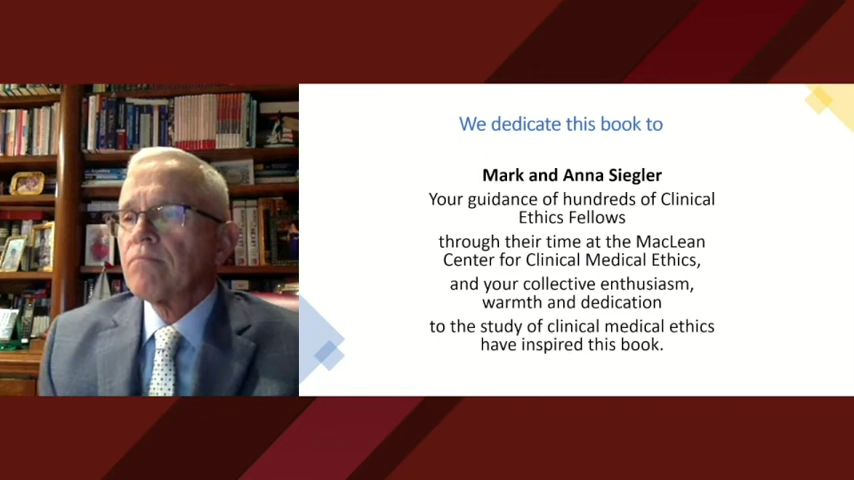 We dedicate this book to
Mark and Anna Siegler
Your guidance of hundreds of Clinical
Ethics Fellows
through their time at the MacLean
Center for Clinical Medical Ethics,
and your collective enthusiasm,
warmth and dedication
to the study of clinical medical ethics
have inspired this book.